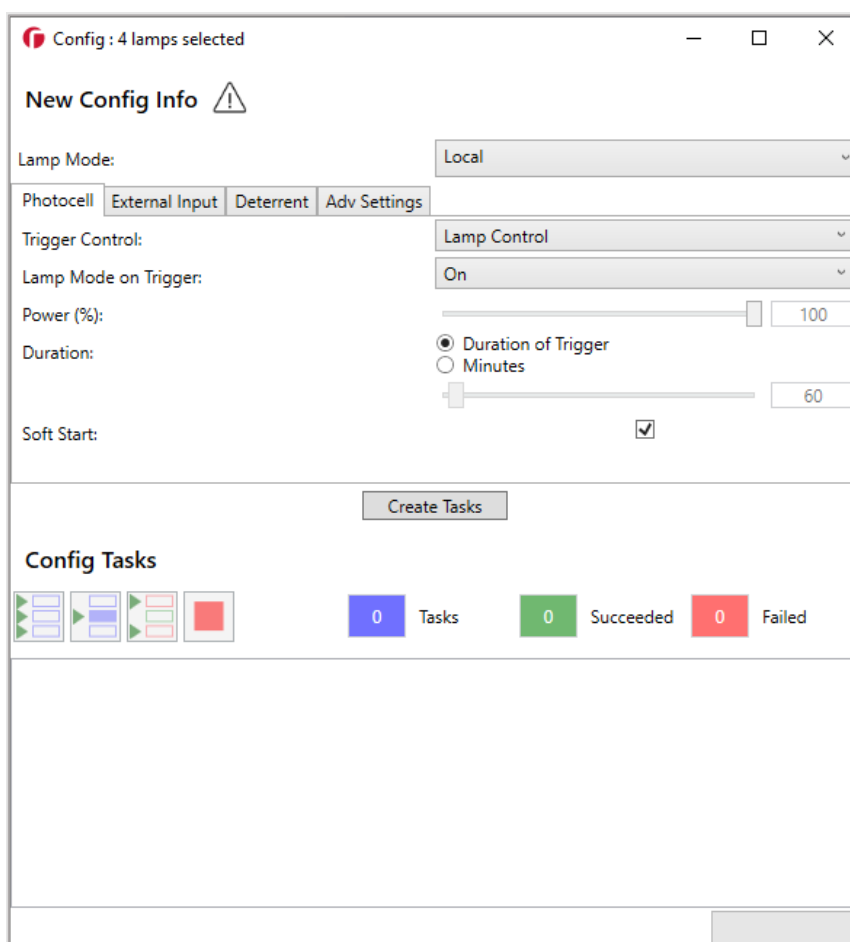 Config : 4 lamps selected
New Config Info
Lamp Mode: Local
Photocell External Input Deterrent Adv Settings
Trigger Control: Lamp Control
Lamp Mode on Trigger: On
Power (%): 100
Duration: Duration of Trigger
Minutes
60
Soft Start:
Create Tasks
Config Tasks
0 Tasks 0 Succeeded 0 Failed